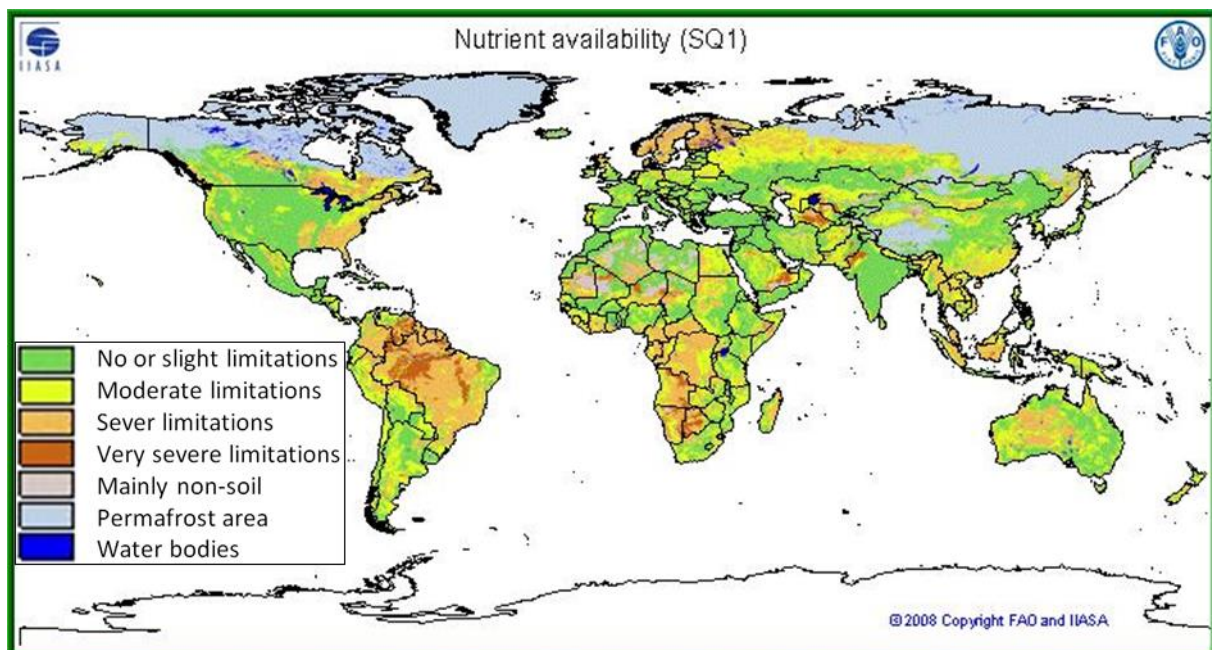 Nutrient availability (SQ1)
IIASA
FAO
No or slight limitations
Moderate limitations
Sever limitations
Very severe limitations
Mainly non-soil
Permafrost area
Water bodies
©2008 Copyright FAO and IIASA